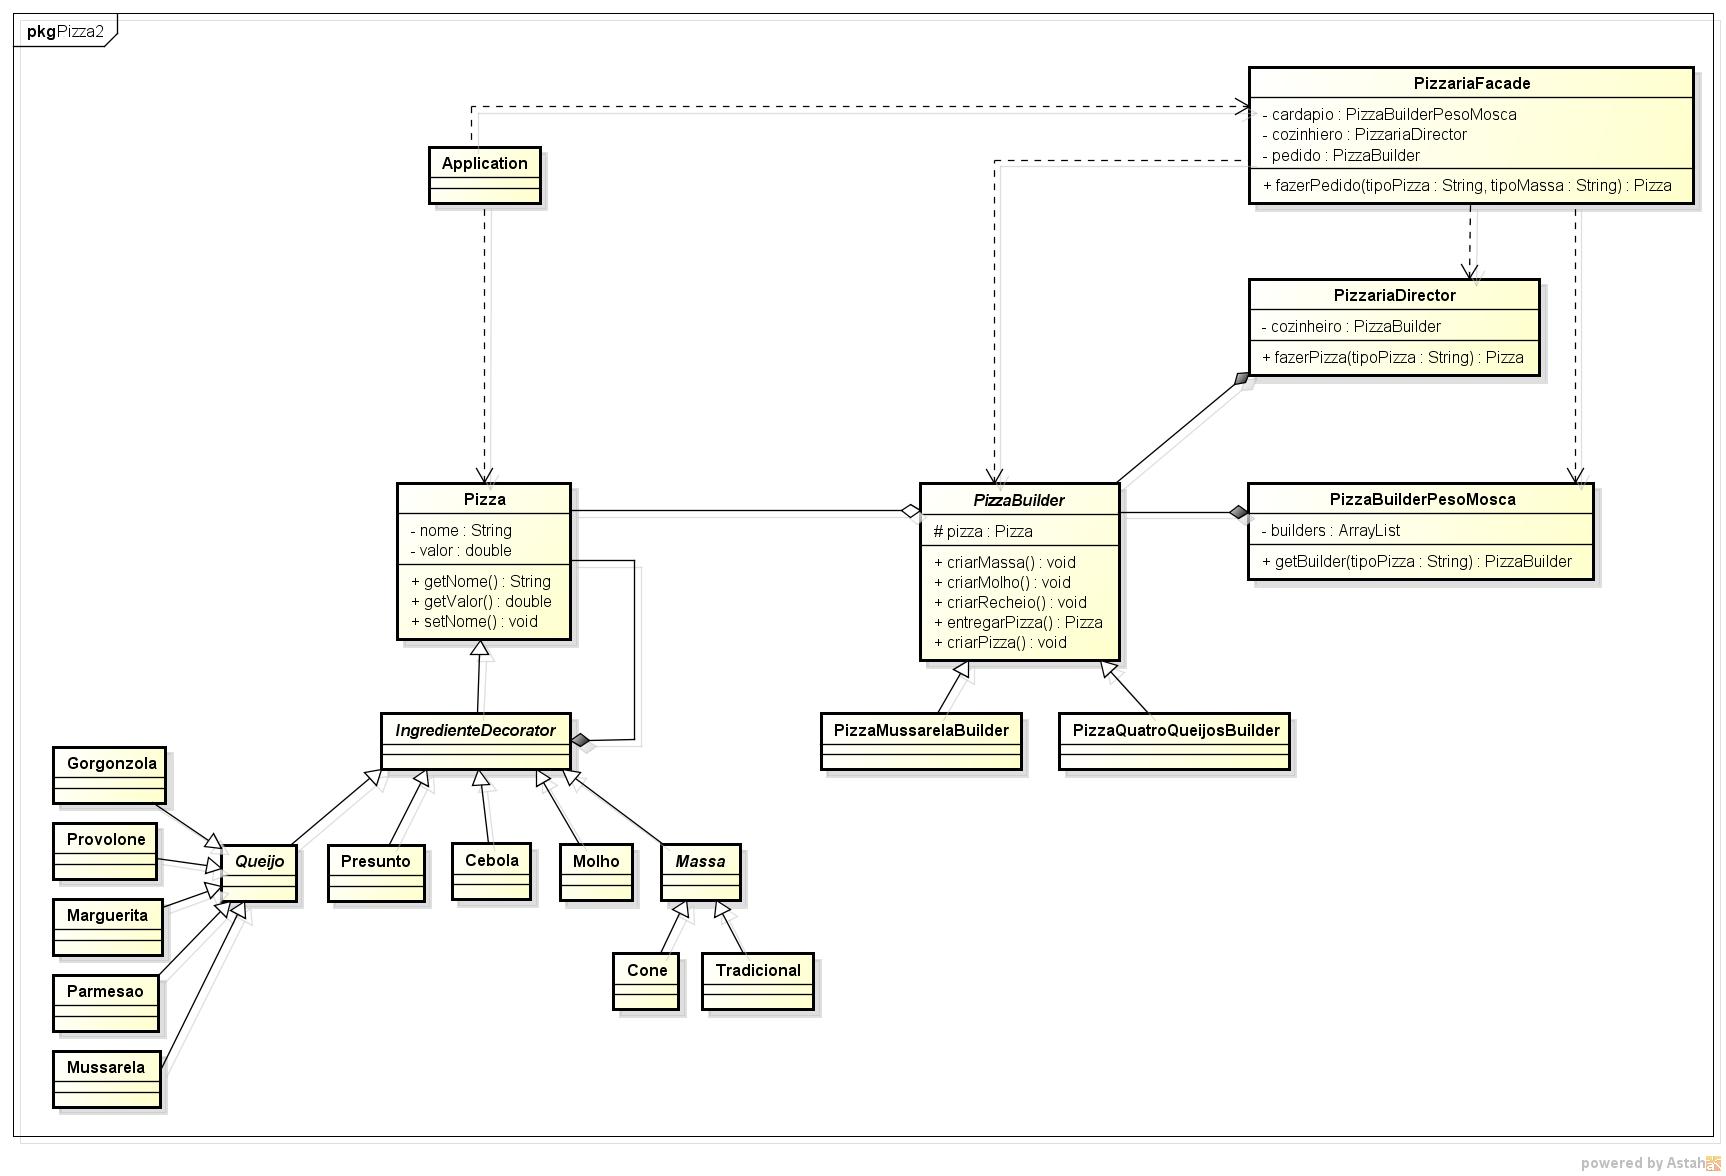 pkg Pizza2
PizzariaFacade
- cardapio : PizzaBuilderPesoMosca
- cozinhiero : PizzariaDirector
- pedido : PizzaBuilder
+ fazerPedido(tipoPizza : String, tipoMassa : String) : Pizza
Application
PizzariaDirector
- cozinheiro : PizzaBuilder
+ fazerPizza(tipoPizza : String) : Pizza
Pizza
- nome : String
- valor : double
+ getNome() : String
+ getValor() : double
+ setNome() : void
PizzaBuilder
# pizza : Pizza
+ criarMassa() : void
+ criarMolho() : void
+ criarRecheio() : void
+ entregarPizza() : Pizza
+ criarPizza() : void
PizzaBuilderPesoMosca
- builders : ArrayList
+ getBuilder(tipoPizza : String) : PizzaBuilder
IngredienteDecorator
PizzaMussarelaBuilder
PizzaQuatroQueijosBuilder
Gorgonzola
Provolone
Marguerita
Parmesao
Mussarela
Queijo
Presunto
Cebola
Molho
Massa
Cone
Tradicional
powered by Astah